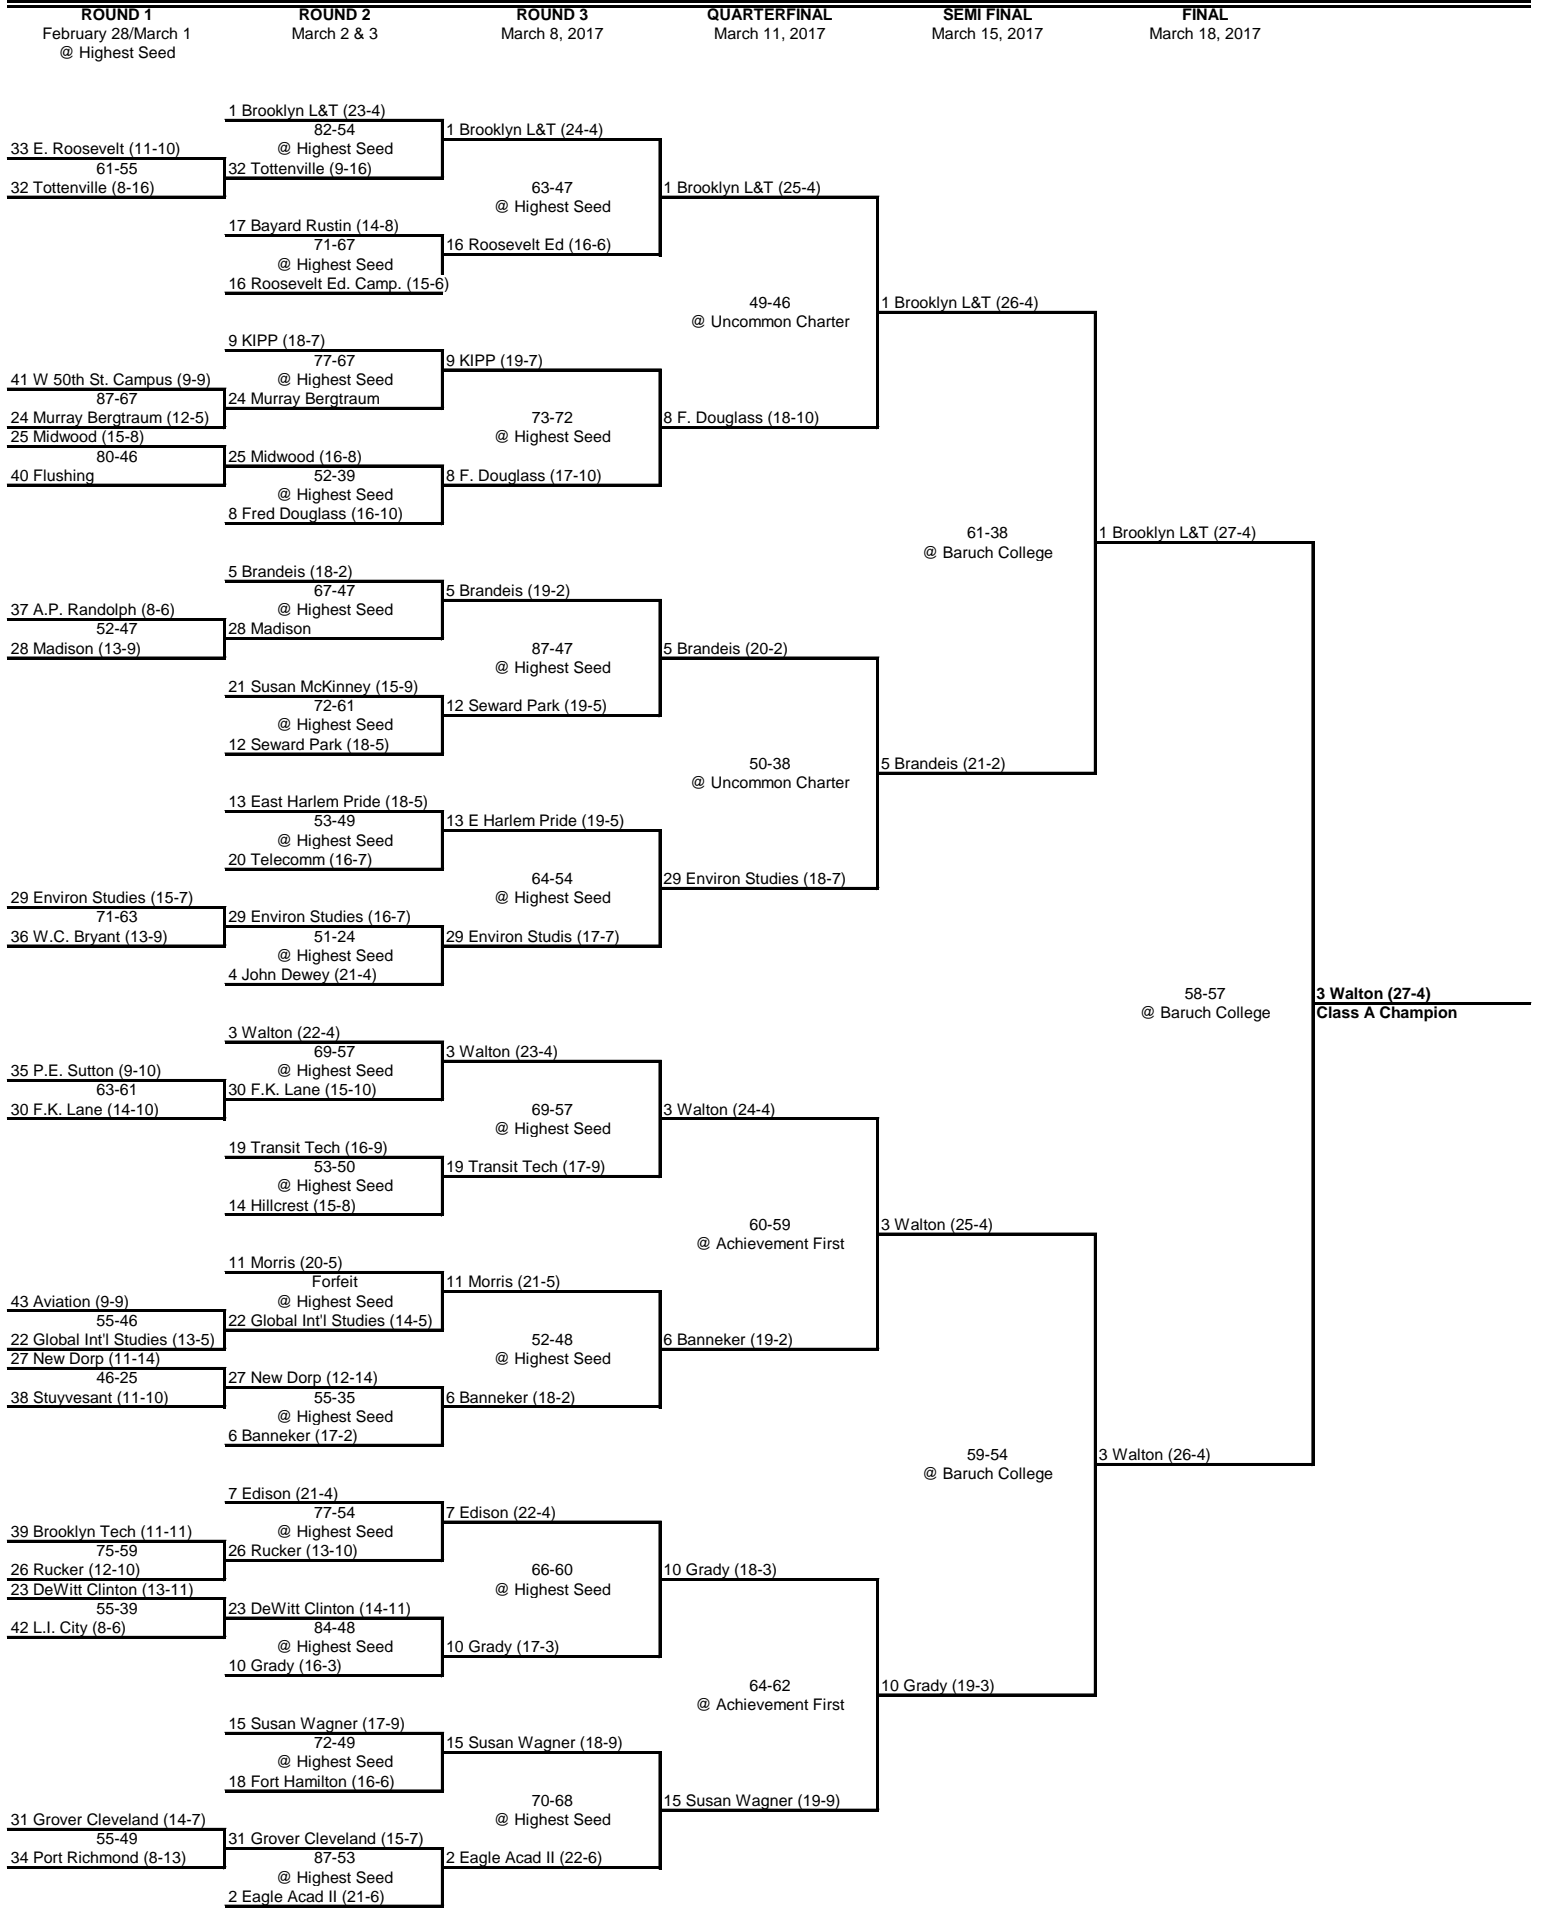 ROUND 1 ROUND 2 ROUND 3 QUARTERFINAL SEMI FINAL FINAL
February 28/March 1 March 2 & 3 March 8, 2017 March 11, 2017 March 15, 2017 March 18, 2017
@ Highest Seed
1 Brooklyn L&T (23-4)
82-54 1 Brooklyn L&T (24-4)
33 E. Roosevelt (11-10) @ Highest Seed
61-55 32 Tottenville (9-16)
32 Tottenville (8-16) 63-47 1 Brooklyn L&T (25-4)
@ Highest Seed
17 Bayard Rustin (14-8)
71-67 16 Roosevelt Ed (16-6)
@ Highest Seed
16 Roosevelt Ed. Camp. (15-6)
49-46 1 Brooklyn L&T (26-4)
@ Uncommon Charter
9 KIPP (18-7)
77-67 9 KIPP (19-7)
41 W 50th St. Campus (9-9) @ Highest Seed
87-67 24 Murray Bergtraum
24 Murray Bergtraum (12-5) 73-72 8 F. Douglass (18-10)
25 Midwood (15-8) @ Highest Seed
80-46 25 Midwood (16-8)
40 Flushing 52-39 8 F. Douglass (17-10)
@ Highest Seed
8 Fred Douglass (16-10)
61-38 1 Brooklyn L&T (27-4)
@ Baruch College
5 Brandeis (18-2)
67-47 5 Brandeis (19-2)
37 A.P. Randolph (8-6) @ Highest Seed
52-47 28 Madison
28 Madison (13-9) 87-47 5 Brandeis (20-2)
@ Highest Seed
21 Susan McKinney (15-9)
72-61 12 Seward Park (19-5)
@ Highest Seed
12 Seward Park (18-5)
50-38 5 Brandeis (21-2)
@ Uncommon Charter
13 East Harlem Pride (18-5)
53-49 13 E Harlem Pride (19-5)
@ Highest Seed
20 Telecomm (16-7)
64-54 29 Environ Studies (18-7)
29 Environ Studies (15-7) @ Highest Seed
71-63 29 Environ Studies (16-7)
36 W.C. Bryant (13-9) 51-24 29 Environ Studis (17-7)
@ Highest Seed
4 John Dewey (21-4)
58-57 3 Walton (27-4)
@ Baruch College Class A Champion
3 Walton (22-4)
69-57 3 Walton (23-4)
35 P.E. Sutton (9-10) @ Highest Seed
63-61 30 F.K. Lane (15-10)
30 F.K. Lane (14-10) 69-57 3 Walton (24-4)
@ Highest Seed
19 Transit Tech (16-9)
53-50 19 Transit Tech (17-9)
@ Highest Seed
14 Hillcrest (15-8)
60-59 3 Walton (25-4)
@ Achievement First
11 Morris (20-5)
Forfeit 11 Morris (21-5)
43 Aviation (9-9) @ Highest Seed
55-46 22 Global Int'l Studies (14-5)
22 Global Int'l Studies (13-5) 52-48 6 Banneker (19-2)
27 New Dorp (11-14) @ Highest Seed
46-25 27 New Dorp (12-14)
38 Stuyvesant (11-10) 55-35 6 Banneker (18-2)
@ Highest Seed
6 Banneker (17-2)
59-54 3 Walton (26-4)
@ Baruch College
7 Edison (21-4)
77-54 7 Edison (22-4)
39 Brooklyn Tech (11-11) @ Highest Seed
75-59 26 Rucker (13-10)
26 Rucker (12-10) 66-60 10 Grady (18-3)
23 DeWitt Clinton (13-11) @ Highest Seed
55-39 23 DeWitt Clinton (14-11)
42 L.I. City (8-6) 84-48
@ Highest Seed 10 Grady (17-3)
10 Grady (16-3)
64-62 10 Grady (19-3)
@ Achievement First
15 Susan Wagner (17-9)
72-49 15 Susan Wagner (18-9)
@ Highest Seed
18 Fort Hamilton (16-6)
70-68 15 Susan Wagner (19-9)
31 Grover Cleveland (14-7) @ Highest Seed
55-49 31 Grover Cleveland (15-7)
34 Port Richmond (8-13) 87-53 2 Eagle Acad II (22-6)
@ Highest Seed
2 Eagle Acad II (21-6)